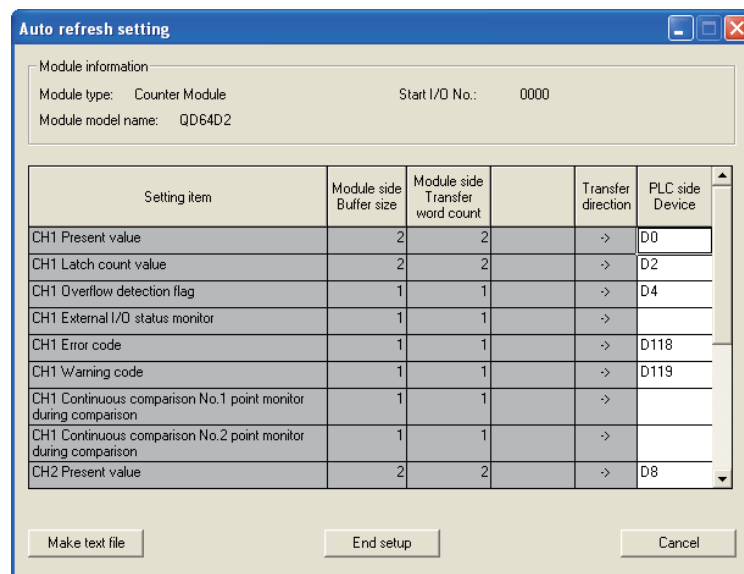 Auto refresh setting
Module information
Module type: Counter Module Start I/O No.: 0000
Module model name: QD64D2
Setting item Module side Buffer size Module side Transfer word count Transfer direction PLC side Device
CH1 Present value 2 2 -> D0
CH1 Latch count value 2 2 -> D2
CH1 Overflow detection flag 1 1 -> D4
CH1 External I/O status monitor 1 1 ->
CH1 Error code 1 1 -> D118
CH1 Warning code 1 1 -> D119
CH1 Continuous comparison No.1 point monitor during comparison 1 1 ->
CH1 Continuous comparison No.2 point monitor during comparison 1 1 ->
CH2 Present value 2 2 -> D8
Make text file End setup Cancel